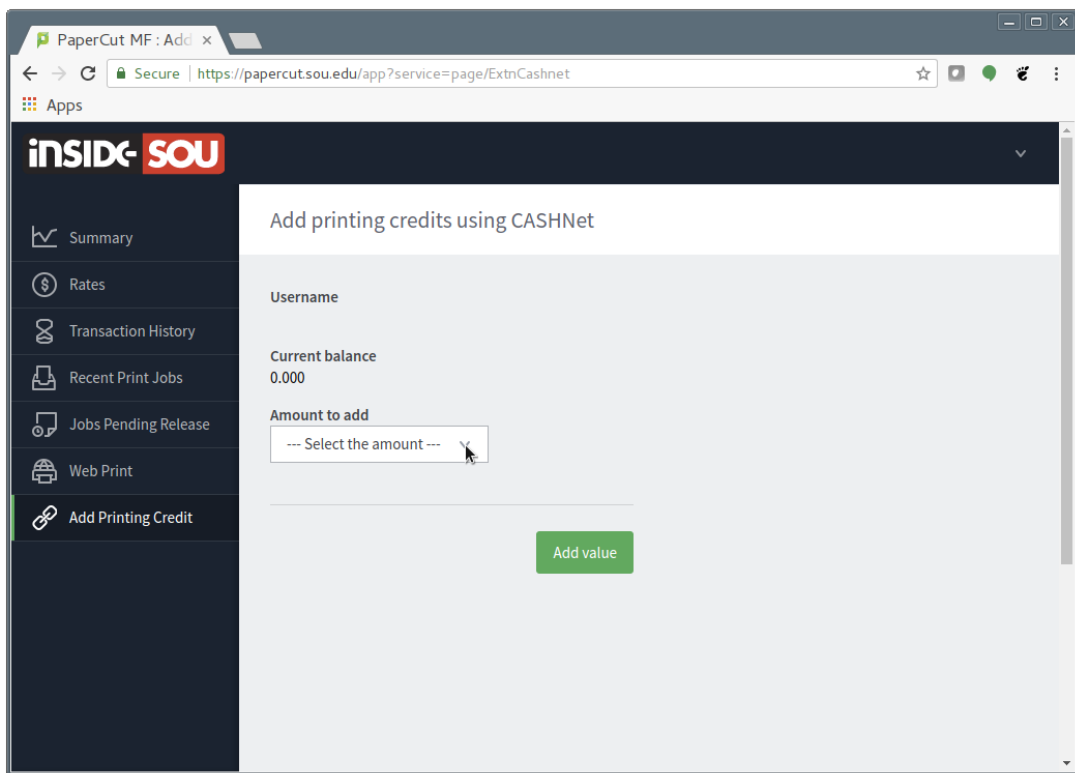 PaperCut MF : Add
Secure | https://papercut.sou.edu/app?service=page/ExtnCashnet
Apps
inSIDE SOU
Summary
Rates
Transaction History
Recent Print Jobs
Jobs Pending Release
Web Print
Add Printing Credit
Add printing credits using CASHNet
Username
Current balance
0.000
Amount to add
--- Select the amount ---
Add value